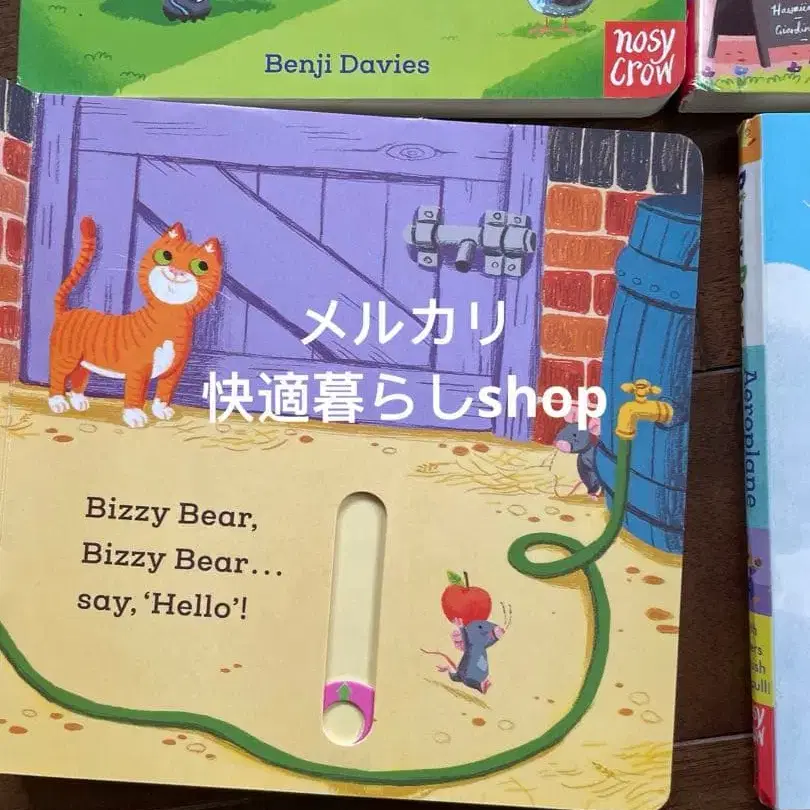 Benji Davies
nosy
crow
メルカリ
快適暮らしshop
Bizzy Bear,
Bizzy Bear...
say, ‘Hello’!
Aeroplane